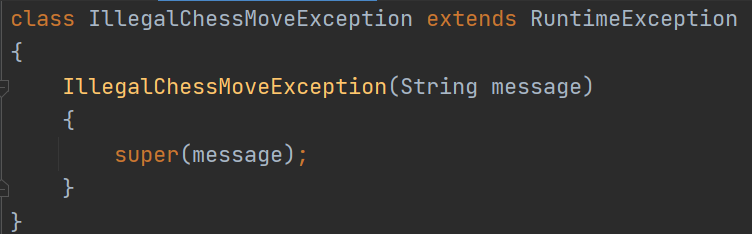 class IllegalChessMoveException extends RuntimeException
{
    IllegalChessMoveException(String message)
    {
        super(message);
    }
}